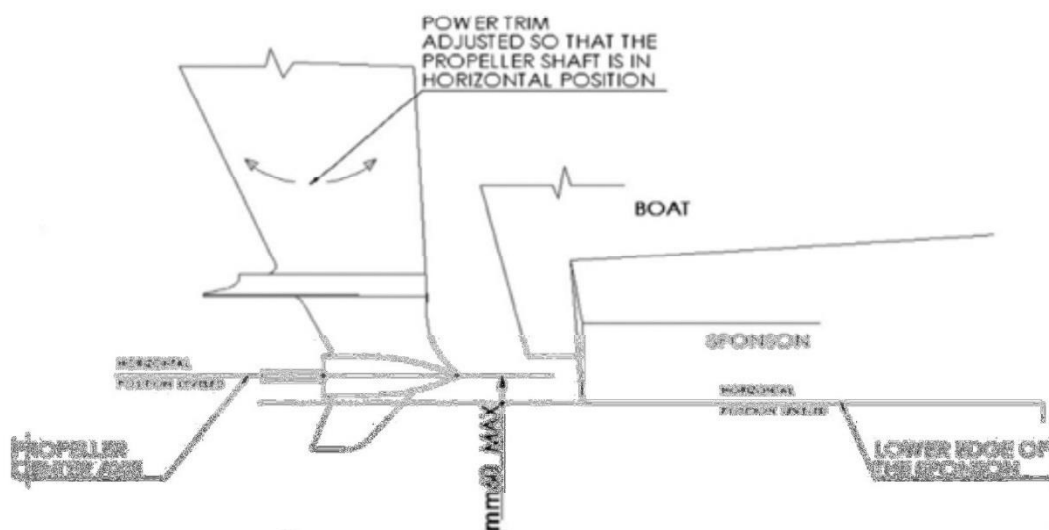 POWER TRIM
ADJUSTED SO THAT THE
PROPELLER SHAFT IS IN
HORIZONTAL POSITION
BOAT
SPONSON
HORIZONTAL
POSITION LEVELED
HORIZONTAL
POSITION LEVELED
PROPELLER
CENTER AXIS
mm60 MAX
LOWER EDGE OF
THE SPONSON